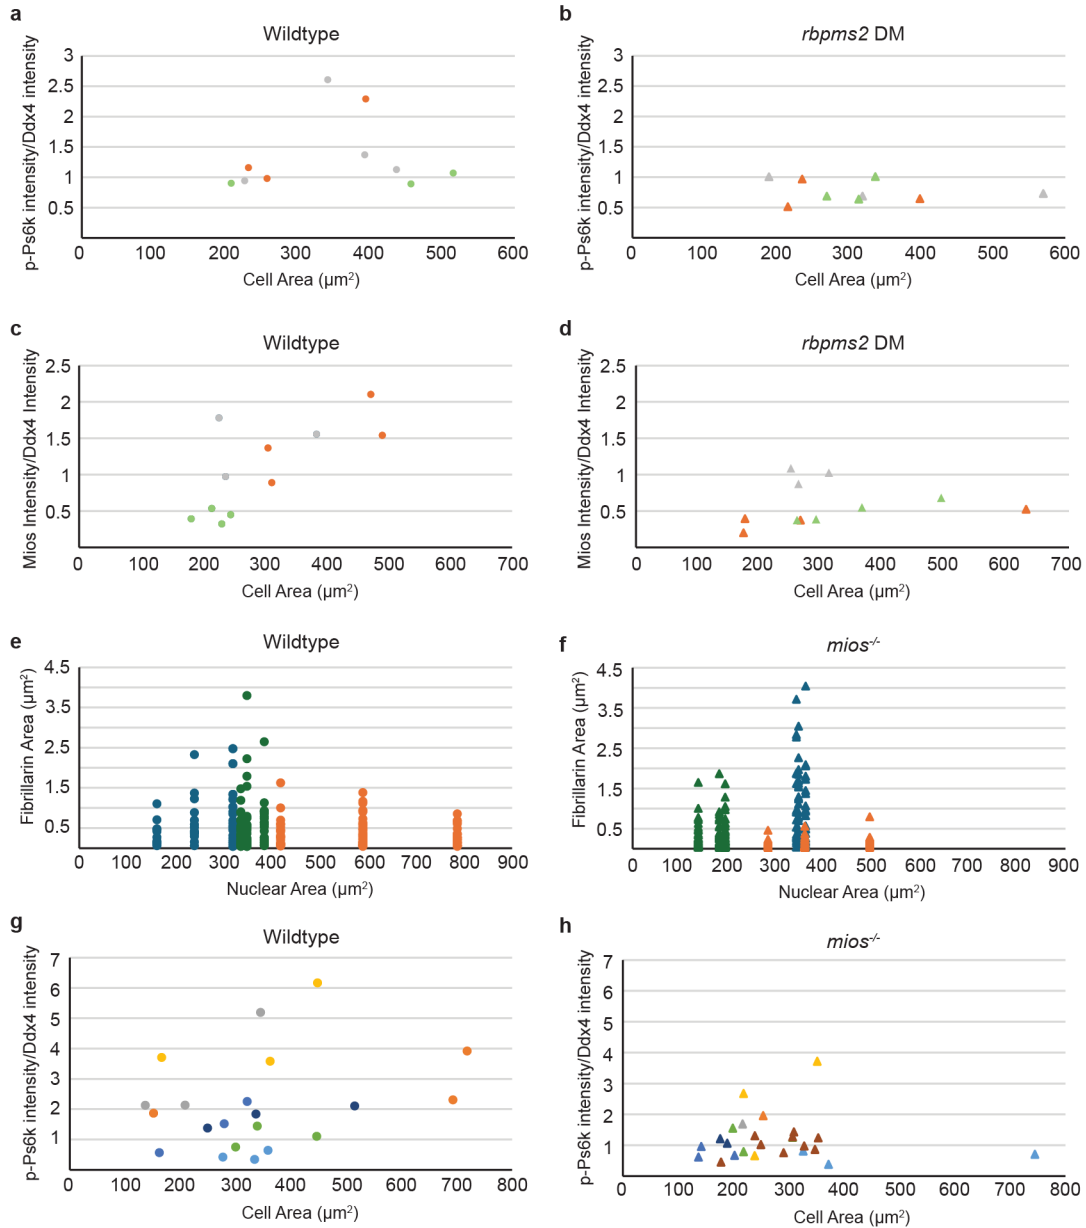 a
Wildtype
p-Ps6k intensity/Ddx4 intensity
3
2.5
2
1.5
1
0.5
0 100 200 300 400 500 600
Cell Area (µm²)
b
rbpms2 DM
p-Ps6k intensity/Ddx4 intensity
3
2.5
2
1.5
1
0.5
0 100 200 300 400 500 600
Cell Area (µm²)
c
Wildtype
Mios Intensity/Ddx4 Intensity
2.5
2
1.5
1
0.5
0 100 200 300 400 500 600 700
Cell Area (µm²)
d
rbpms2 DM
Mios Intensity/Ddx4 Intensity
2.5
2
1.5
1
0.5
0 100 200 300 400 500 600 700
Cell Area (µm²)
e
Wildtype
Fibrillarin Area (µm²)
4.5
3.5
2.5
1.5
0.5
0 100 200 300 400 500 600 700 800 900
Nuclear Area (µm²)
f
mios-/-
Fibrillarin Area (µm²)
4.5
3.5
2.5
1.5
0.5
0 100 200 300 400 500 600 700 800 900
Nuclear Area (µm²)
g
Wildtype
p-Ps6k intensity/Ddx4 intensity
7
6
5
4
3
2
1
0 100 200 300 400 500 600 700 800
Cell Area (µm²)
h
mios-/-
p-Ps6k intensity/Ddx4 intensity
7
6
5
4
3
2
1
0 100 200 300 400 500 600 700 800
Cell Area (µm²)